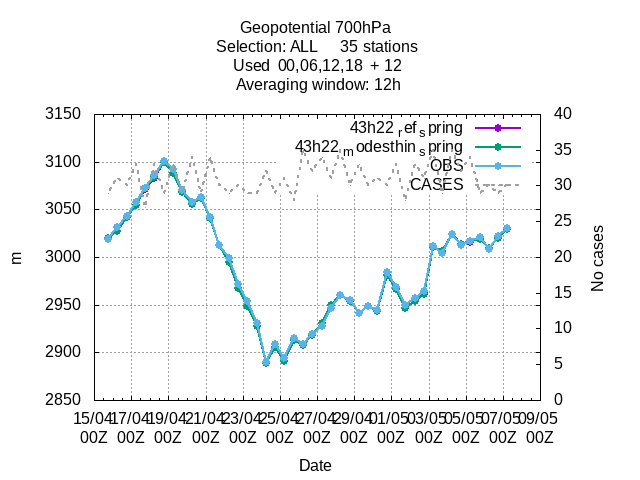 Geopotential 700hPa
Selection: ALL 35 stations
Used 00,06,12,18 + 12
Averaging window: 12h
43h22_ref_spring
43h22_modesthin_spring
OBS
CASES
3150
3100
3050
3000
2950
2900
2850
m
40
35
30
25
20
15
10
5
0
No cases
15/04 17/04 19/04 21/04 23/04 25/04 27/04 29/04 01/05 03/05 05/05 07/05 09/05
00Z 00Z 00Z 00Z 00Z 00Z 00Z 00Z 00Z 00Z 00Z 00Z 00Z
Date